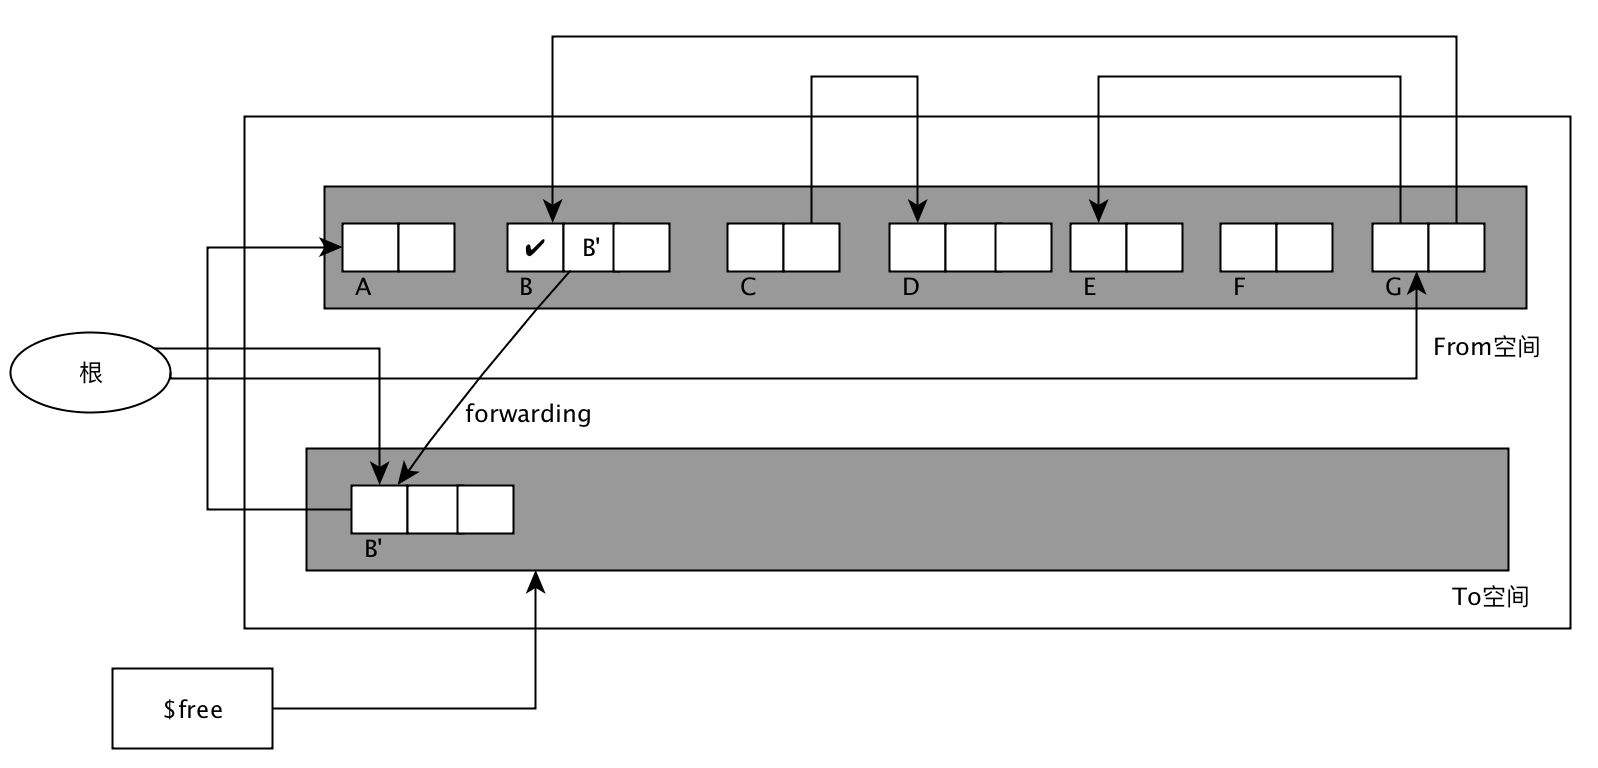 ✔ B'
A B C D E F G
From空间
根
forwarding
B'
To空间
$free